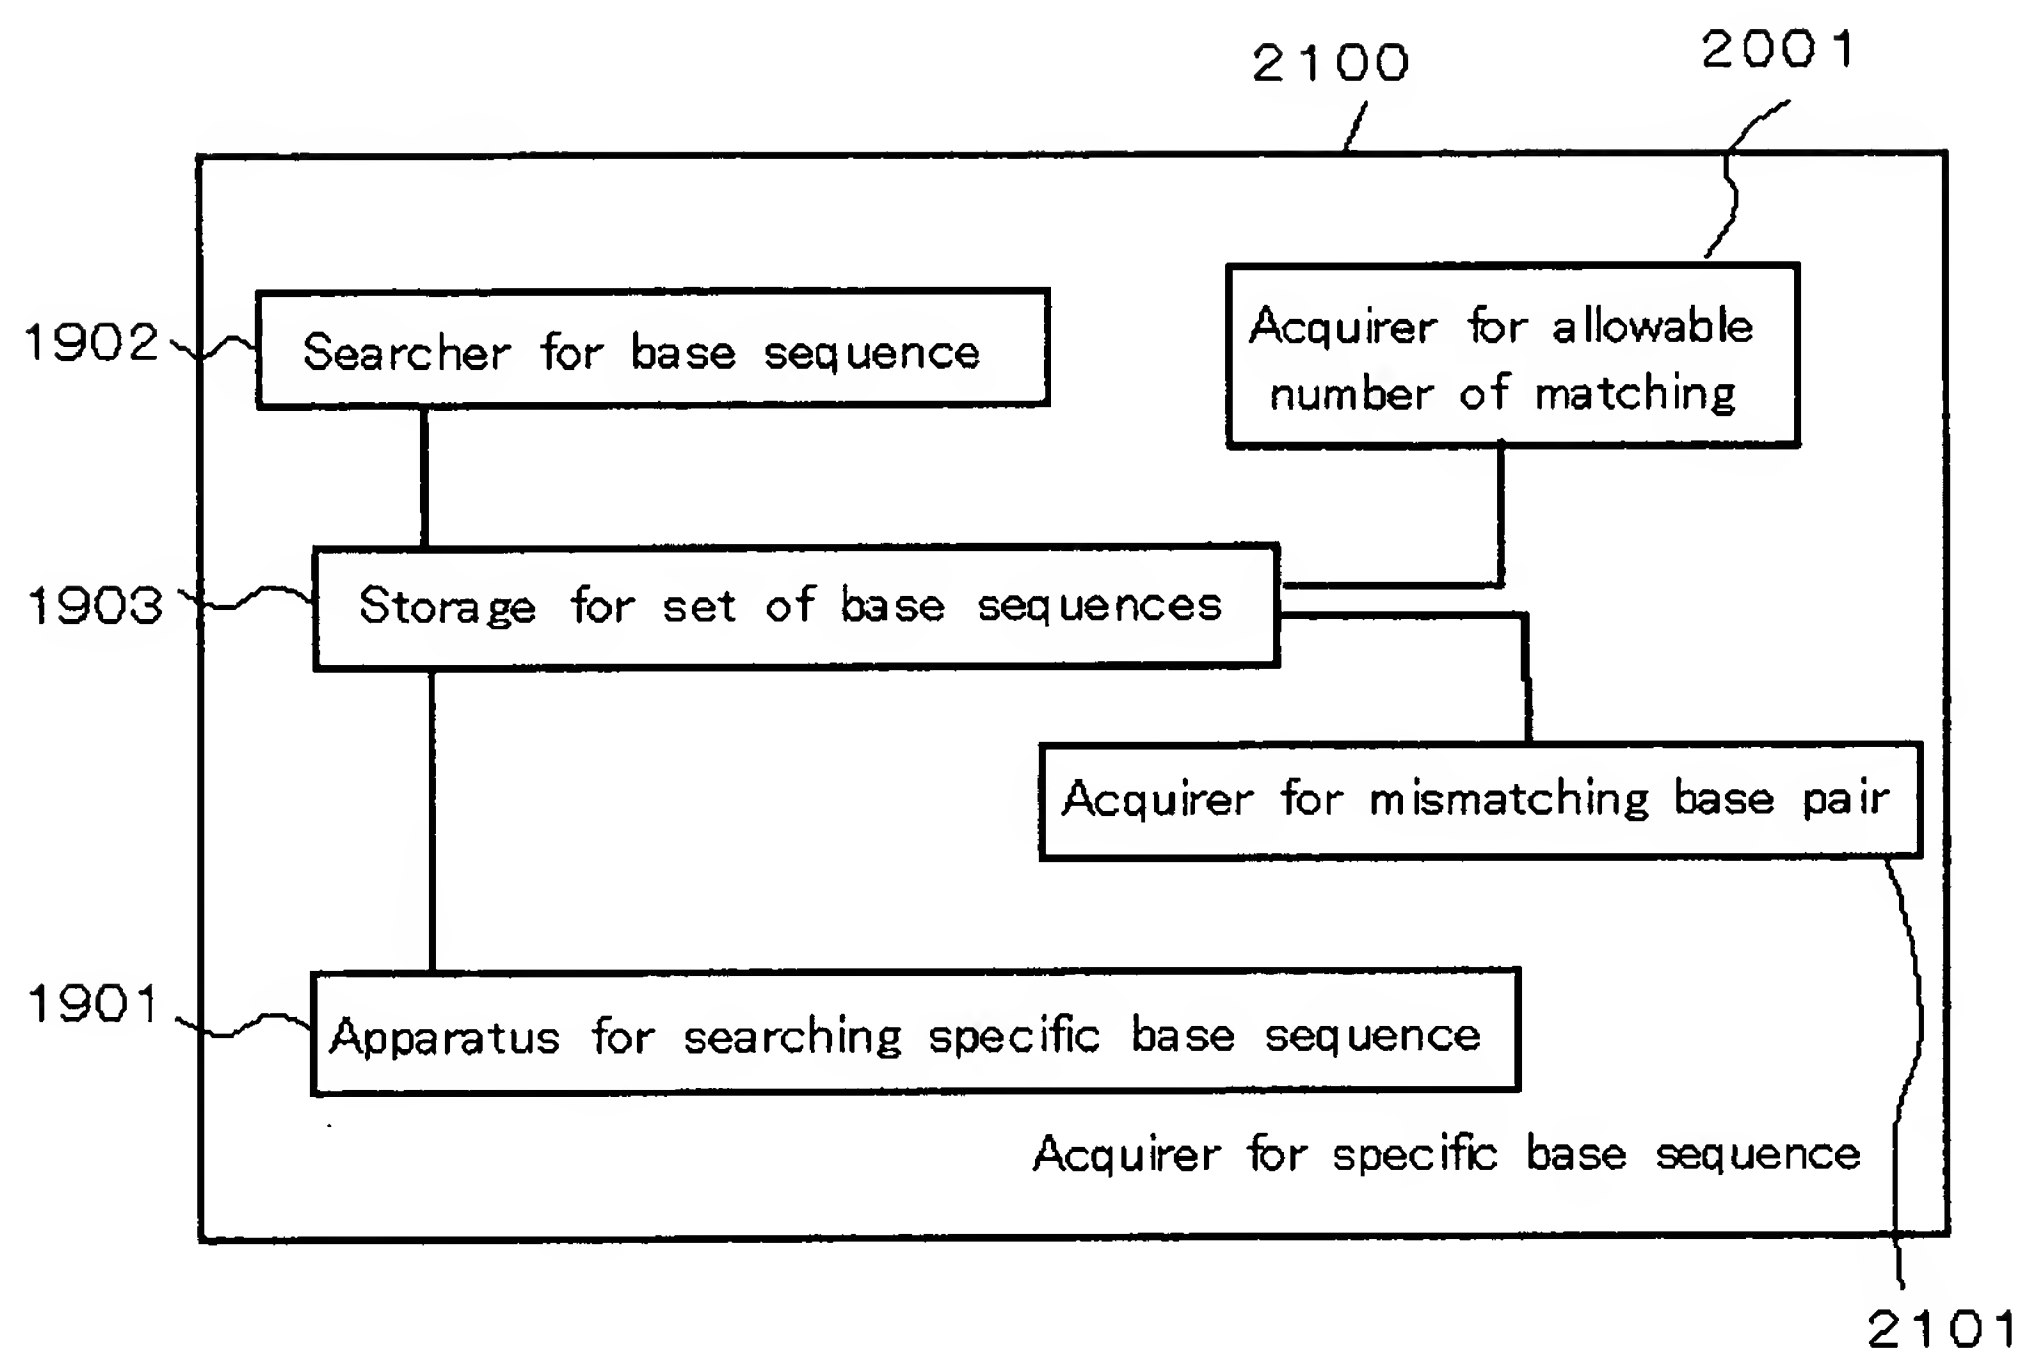 2100
2001
1902
Searcher for base sequence
Acquirer for allowable
number of matching
1903
Storage for set of base sequences
Acquirer for mismatching base pair
1901
Apparatus for searching specific base sequence
Acquirer for specific base sequence
2101